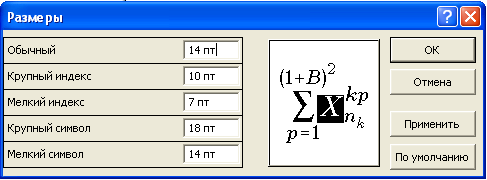 Размеры
Обычный 14 пт
Крупный индекс 10 пт
Мелкий индекс 7 пт
Крупный символ 18 пт
Мелкий символ 14 пт
(1+B)²
∑ X kp nₖ
p=1
OK
Отмена
Применить
По умолчанию